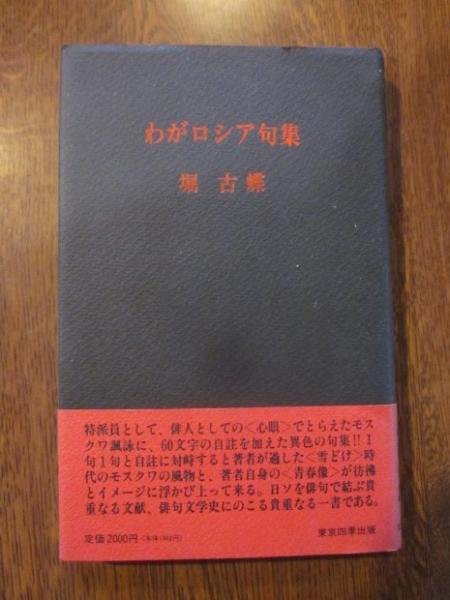 わがロシア句集
堀 古蝶
特派員として、俳人としての〈心眼〉でとらえたモス
クワ諷詠に、60文字の自註を加えた異色の句集!!1
句1句と自註に対峙すると著者が過した〈雪どけ〉時
代のモスクワの風物と、著者自身の〈青春像〉が彷彿
とイメージに浮かび上って来る。日ソを俳句で結ぶ貴
重なる文献、俳句文学史にのこる貴重なる一書である。
定価2000円〈本体1942円〉
東京四季出版